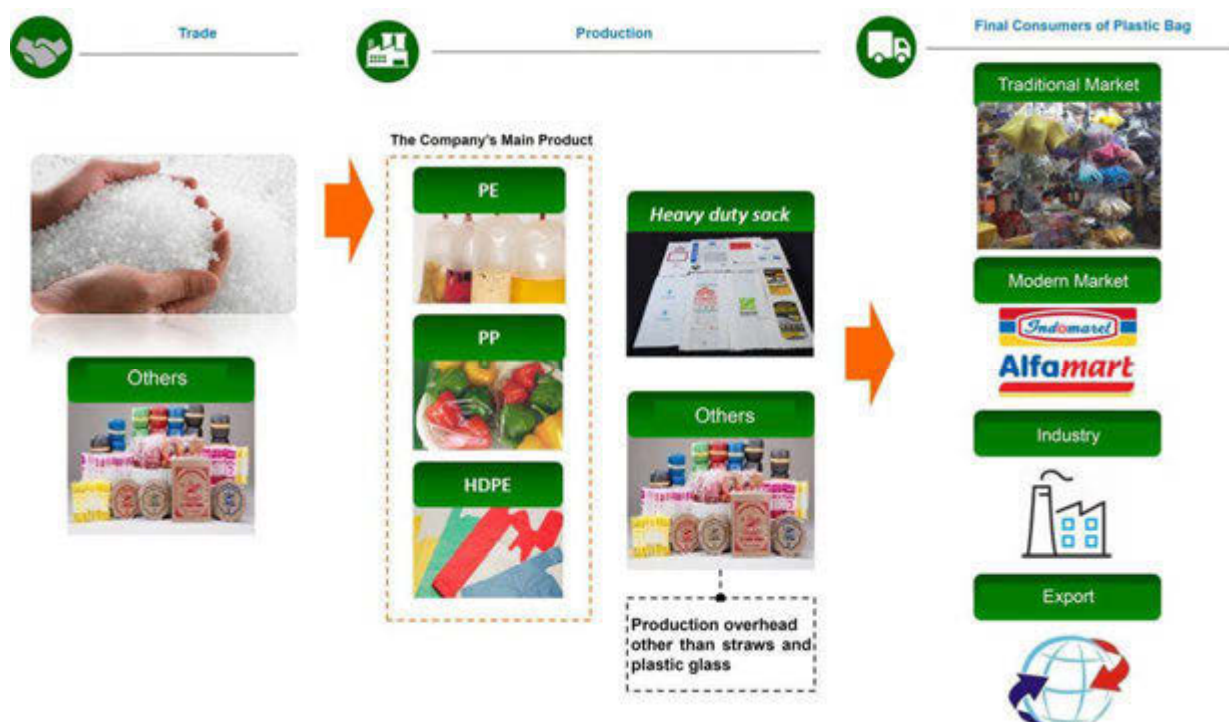 Trade
Production
Final Consumers of Plastic Bag
Others
The Company's Main Product
PE
PP
HDPE
Heavy duty sack
Others
Production overhead
other than straws and
plastic glass
Traditional Market
Modern Market
Indomaret
Alfamart
Industry
Export